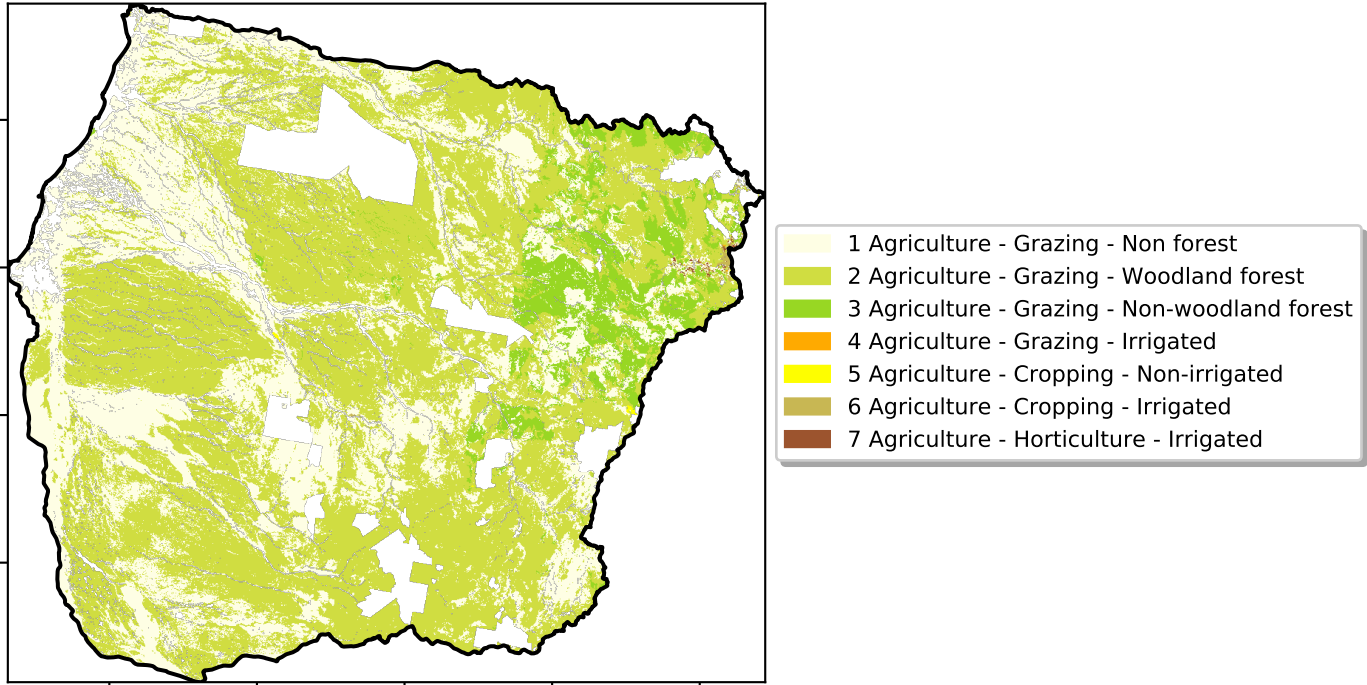 1 Agriculture - Grazing - Non forest
2 Agriculture - Grazing - Woodland forest
3 Agriculture - Grazing - Non-woodland forest
4 Agriculture - Grazing - Irrigated
5 Agriculture - Cropping - Non-irrigated
6 Agriculture - Cropping - Irrigated
7 Agriculture - Horticulture - Irrigated